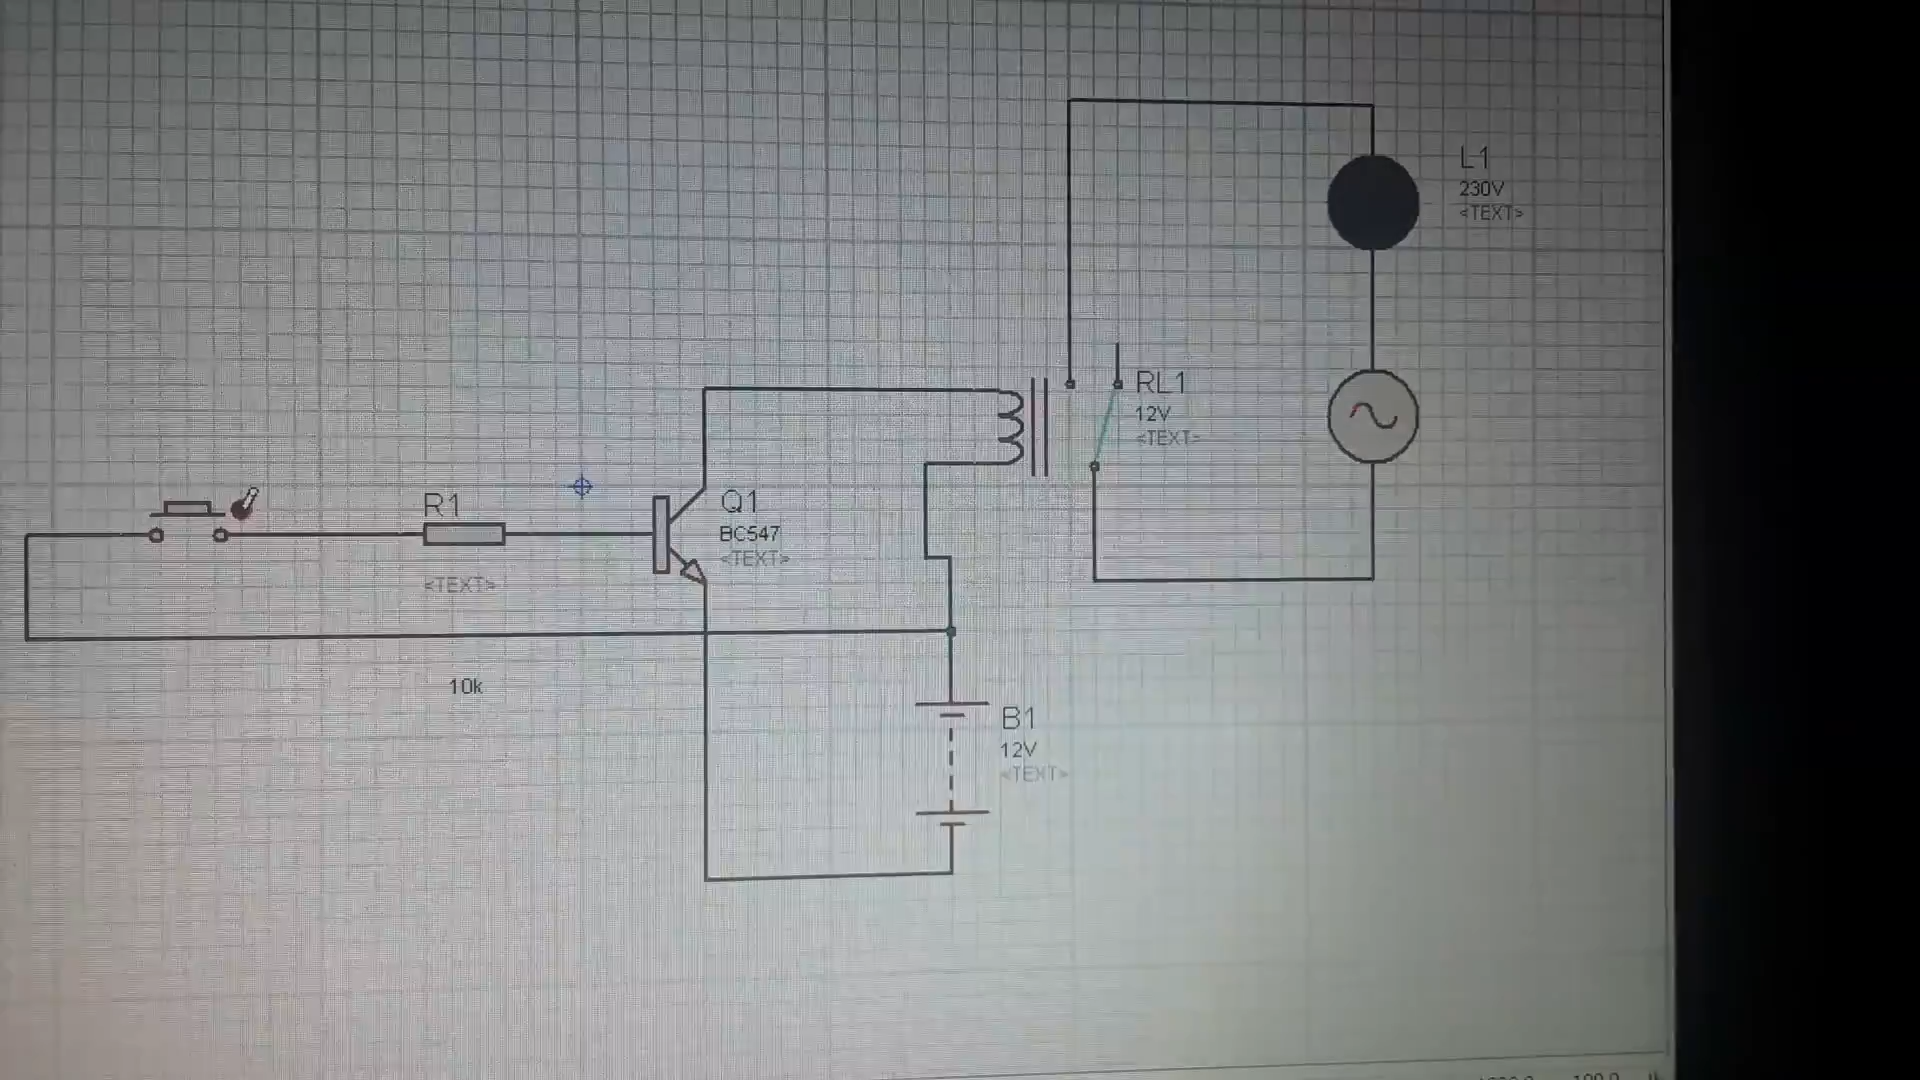 L1
230V
<TEXT>
RL1
12V
<TEXT>
R1
<TEXT>
10k
Q1
BC547
<TEXT>
B1
12V
<TEXT>